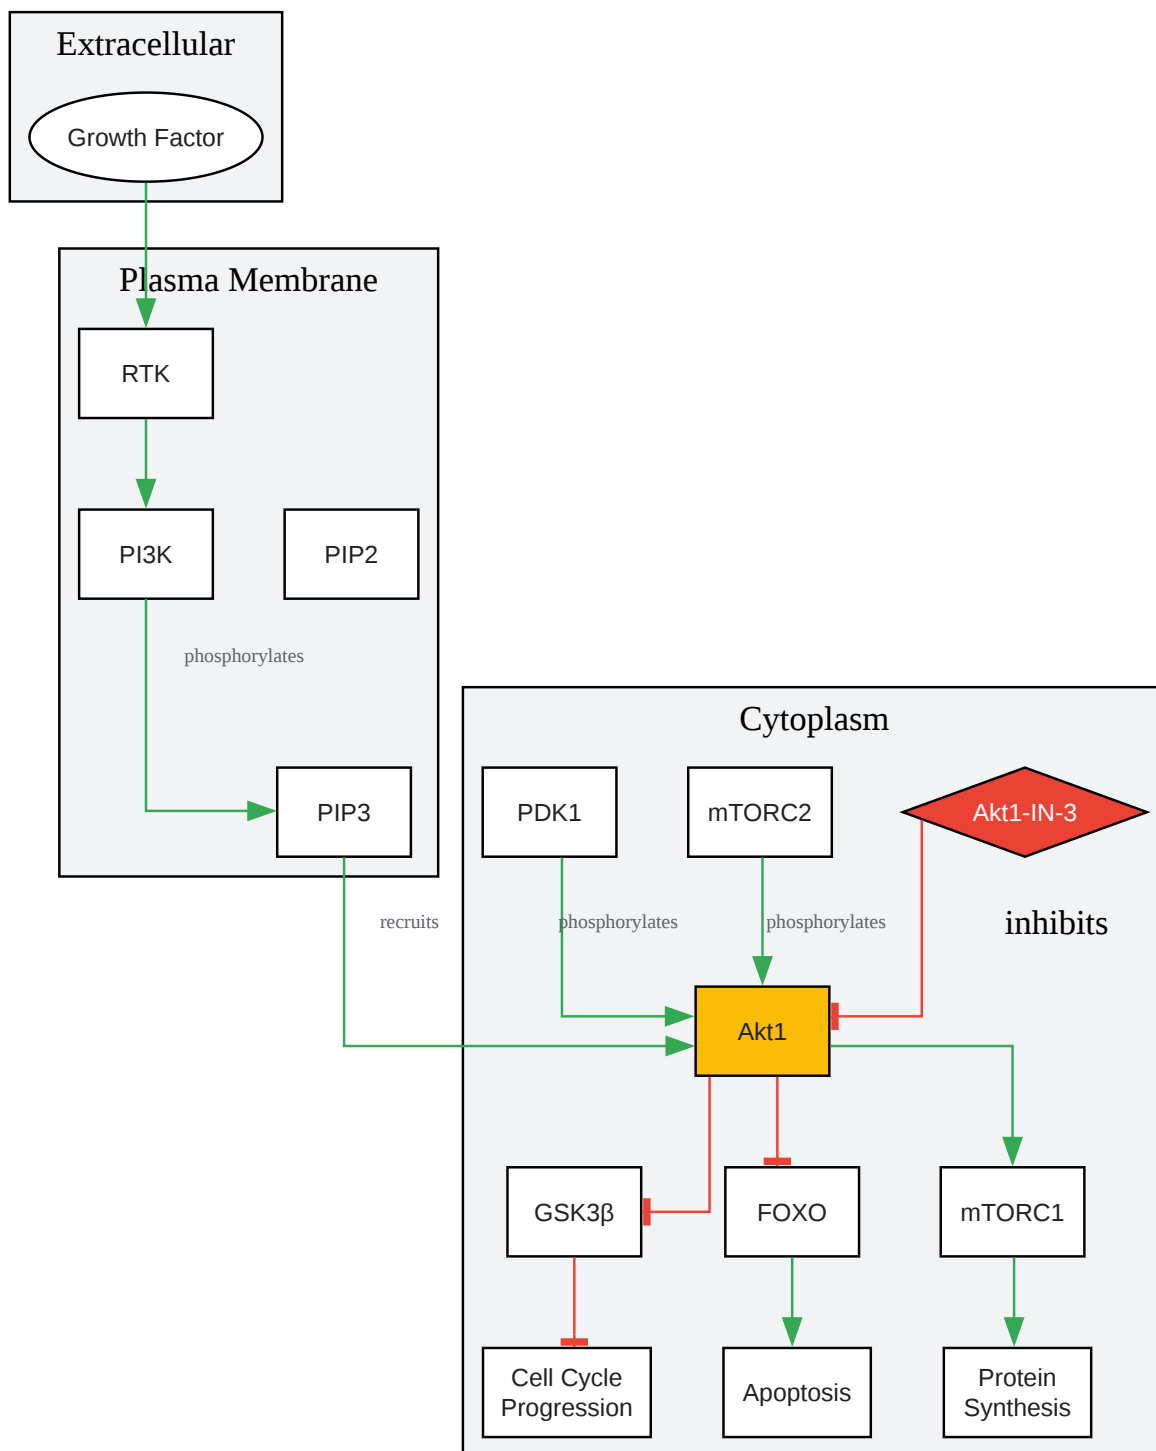 Extracellular
Growth Factor
Plasma Membrane
RTK
PI3K
PIP2
phosphorylates
PIP3
Cytoplasm
PDK1
mTORC2
Akt1-IN-3
recruits
phosphorylates
phosphorylates
inhibits
Akt1
GSK3β
FOXO
mTORC1
Cell Cycle
Progression
Apoptosis
Protein
Synthesis